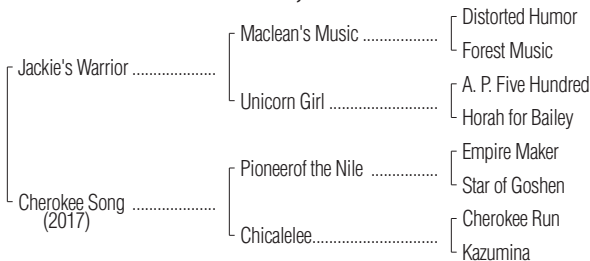 Distorted Humor
Maclean's Music ..................
Forest Music
Jackie's Warrior ....................
A. P. Five Hundred
Unicorn Girl ..........................
Horah for Bailey
Empire Maker
Pioneerof the Nile ................
Star of Goshen
Cherokee Song ....................
(2017)
Cherokee Run
Chicalelee..............................
Kazumina